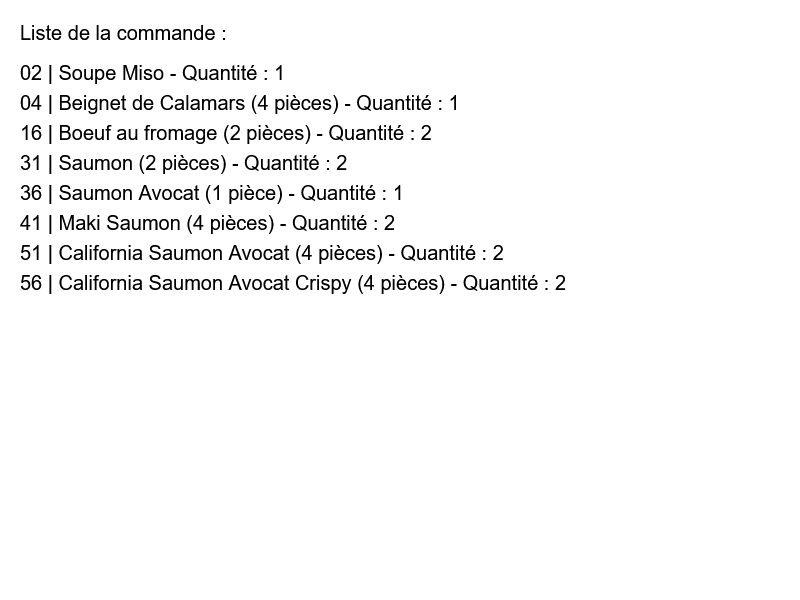 Liste de la commande :
02 | Soupe Miso - Quantité : 1
04 | Beignet de Calamars (4 pièces) - Quantité : 1
16 | Boeuf au fromage (2 pièces) - Quantité : 2
31 | Saumon (2 pièces) - Quantité : 2
36 | Saumon Avocat (1 pièce) - Quantité : 1
41 | Maki Saumon (4 pièces) - Quantité : 2
51 | California Saumon Avocat (4 pièces) - Quantité : 2
56 | California Saumon Avocat Crispy (4 pièces) - Quantité : 2